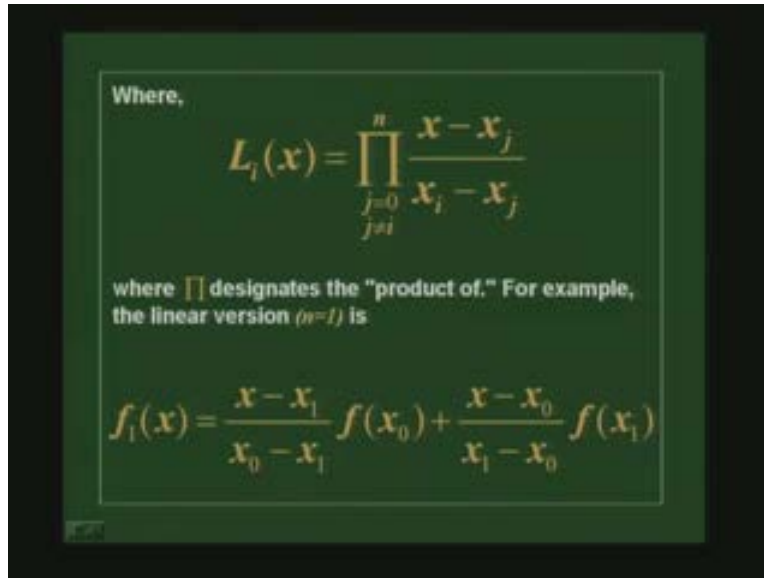 Where,
L_i(x) = ∏_{j=0, j≠i}^{n} (x − x_j)/(x_i − x_j)
where ∏ designates the "product of." For example,
the linear version (n=1) is
f_1(x) = (x − x_1)/(x_0 − x_1) f(x_0) + (x − x_0)/(x_1 − x_0) f(x_1)